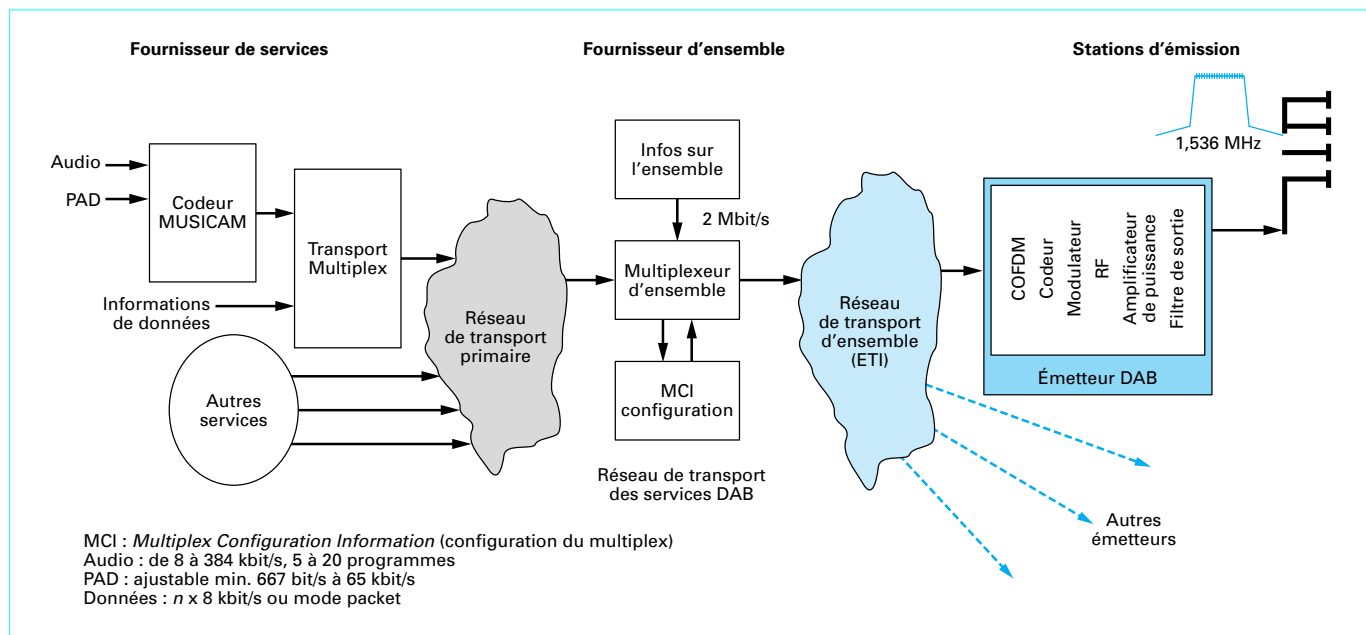 Fournisseur de services
Fournisseur d'ensemble
Stations d'émission
1,536 MHz
Audio
PAD
Codeur
MUSICAM
Transport
Multiplex
Informations
de données
Autres
services
Réseau
de transport
primaire
Infos sur
l'ensemble
2 Mbit/s
Multiplexeur
d'ensemble
MCI
configuration
Réseau de transport
des services DAB
Réseau
de transport
d'ensemble
(ETI)
COFDM
Codeur
Modulateur
RF
Amplificateur
de puissance
Filtre de sortie
Émetteur DAB
Autres
émetteurs
MCI : Multiplex Configuration Information (configuration du multiplex)
Audio : de 8 à 384 kbit/s, 5 à 20 programmes
PAD : ajustable min. 667 bit/s à 65 kbit/s
Données : n x 8 kbit/s ou mode packet